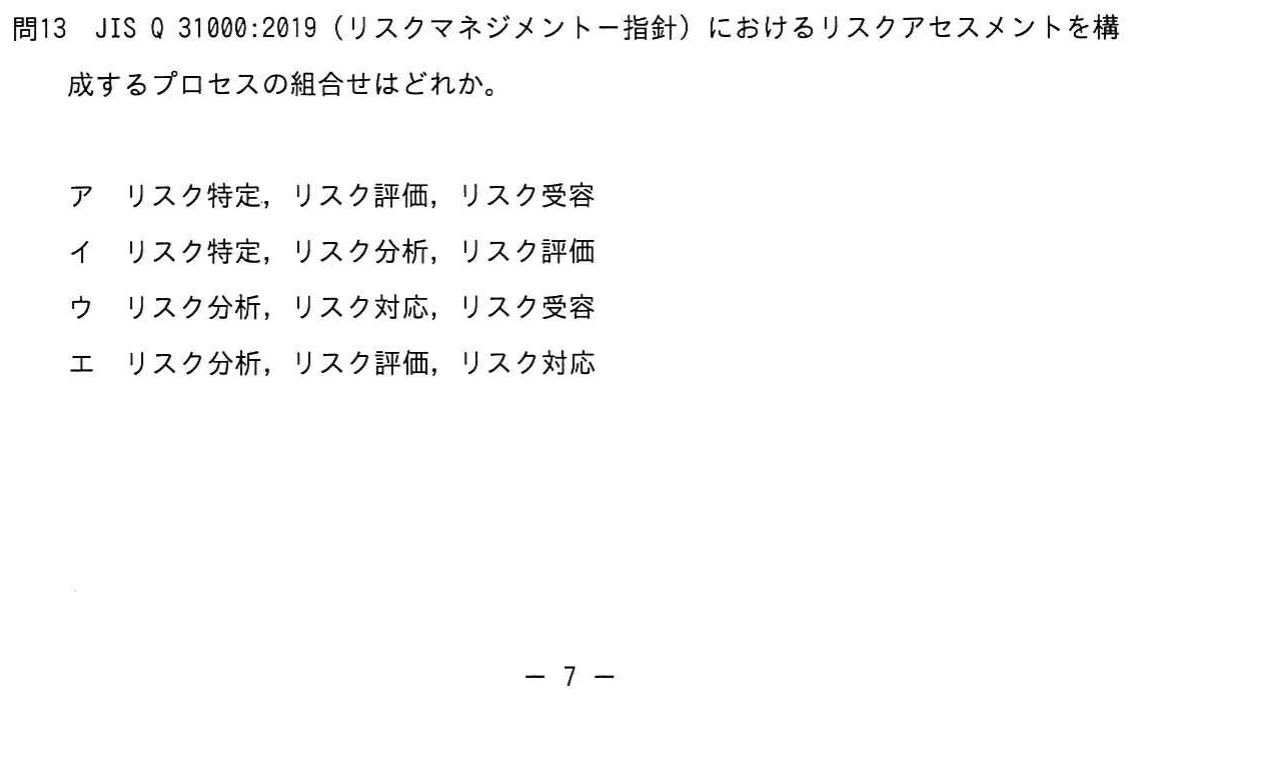 問13　JIS Q 31000:2019（リスクマネジメント－指針）におけるリスクアセスメントを構
成するプロセスの組合せはどれか。
ア　リスク特定，リスク評価，リスク受容
イ　リスク特定，リスク分析，リスク評価
ウ　リスク分析，リスク対応，リスク受容
エ　リスク分析，リスク評価，リスク対応
－ 7 －